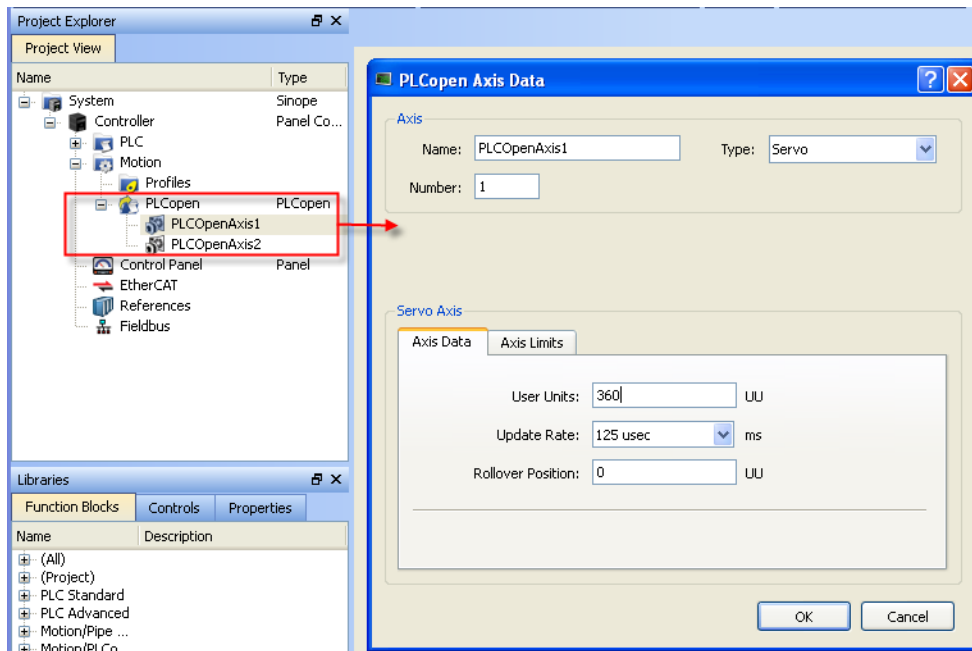 Project Explorer
Project View
Name Type
System Sinope
Controller Panel Co...
PLC
Motion
Profiles
PLCopen PLCopen
PLCOpenAxis1
PLCOpenAxis2
Control Panel Panel
EtherCAT
References
Fieldbus
Libraries
Function Blocks Controls Properties
Name Description
(All)
(Project)
PLC Standard
PLC Advanced
Motion/Pipe ...
Motion/PLCo...
PLCopen Axis Data
Axis
Name: PLCOpenAxis1 Type: Servo
Number: 1
Servo Axis
Axis Data Axis Limits
User Units: 360 UU
Update Rate: 125 usec ms
Rollover Position: 0 UU
OK Cancel